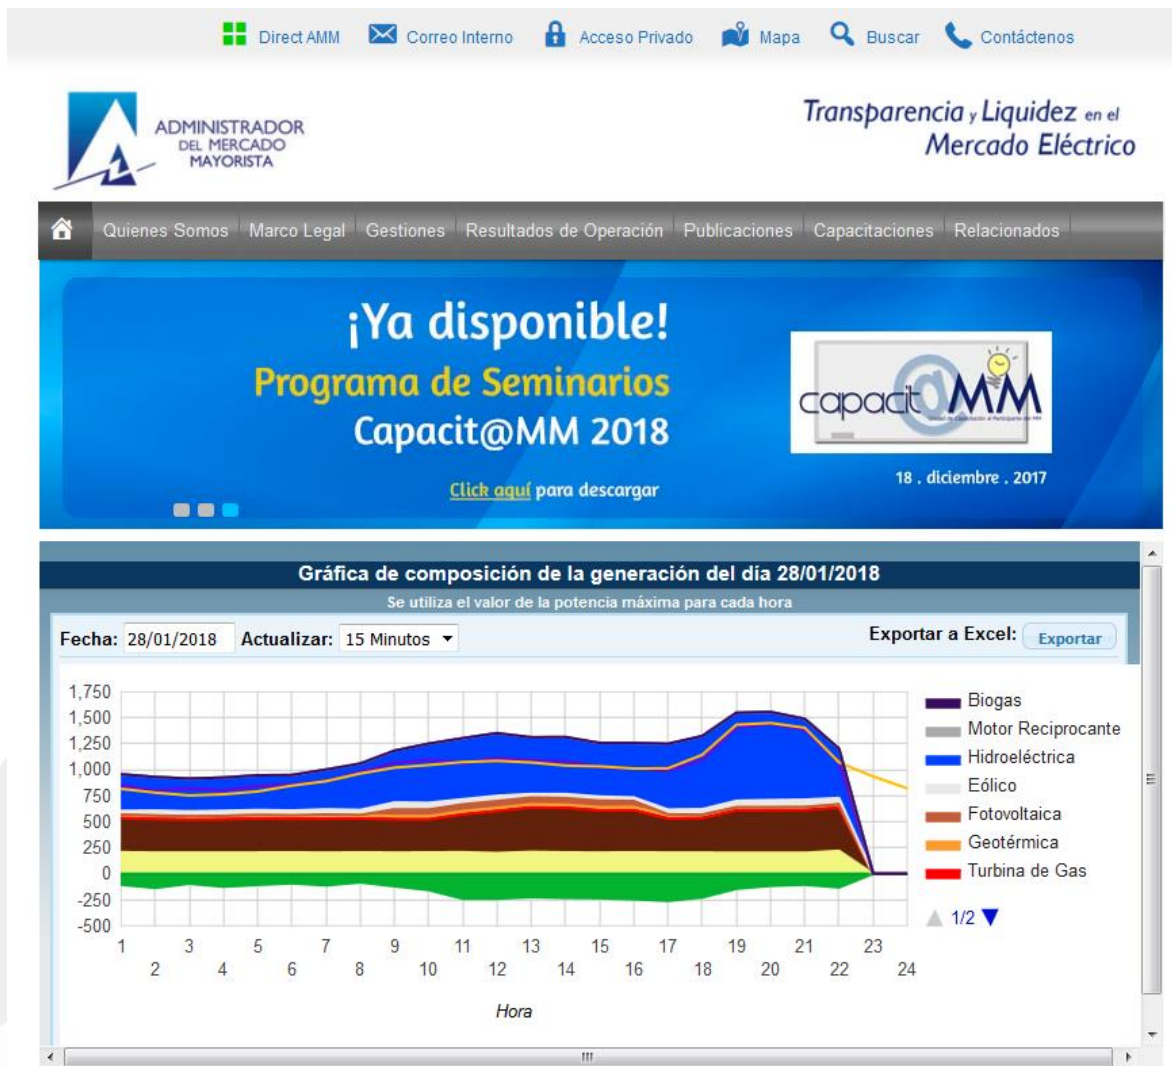 Direct AMM Correo Interno Acceso Privado Mapa Buscar Contáctenos
ADMINISTRADOR
DEL MERCADO
MAYORISTA
Transparencia y Liquidez en el
Mercado Eléctrico
Quienes Somos Marco Legal Gestiones Resultados de Operación Publicaciones Capacitaciones Relacionados
¡Ya disponible!
Programa de Seminarios
Capacit@MM 2018
Click aquí para descargar
capacit@MM
18 . diciembre . 2017
Gráfica de composición de la generación del día 28/01/2018
Se utiliza el valor de la potencia máxima para cada hora
Fecha: 28/01/2018 Actualizar: 15 Minutos Exportar a Excel: Exportar
1,750
1,500
1,250
1,000
750
500
250
0
-250
-500
1 3 5 7 9 11 13 15 17 19 21 23
2 4 6 8 10 12 14 16 18 20 22 24
Hora
Biogas
Motor Reciprocante
Hidroeléctrica
Eólico
Fotovoltaica
Geotérmica
Turbina de Gas
1/2